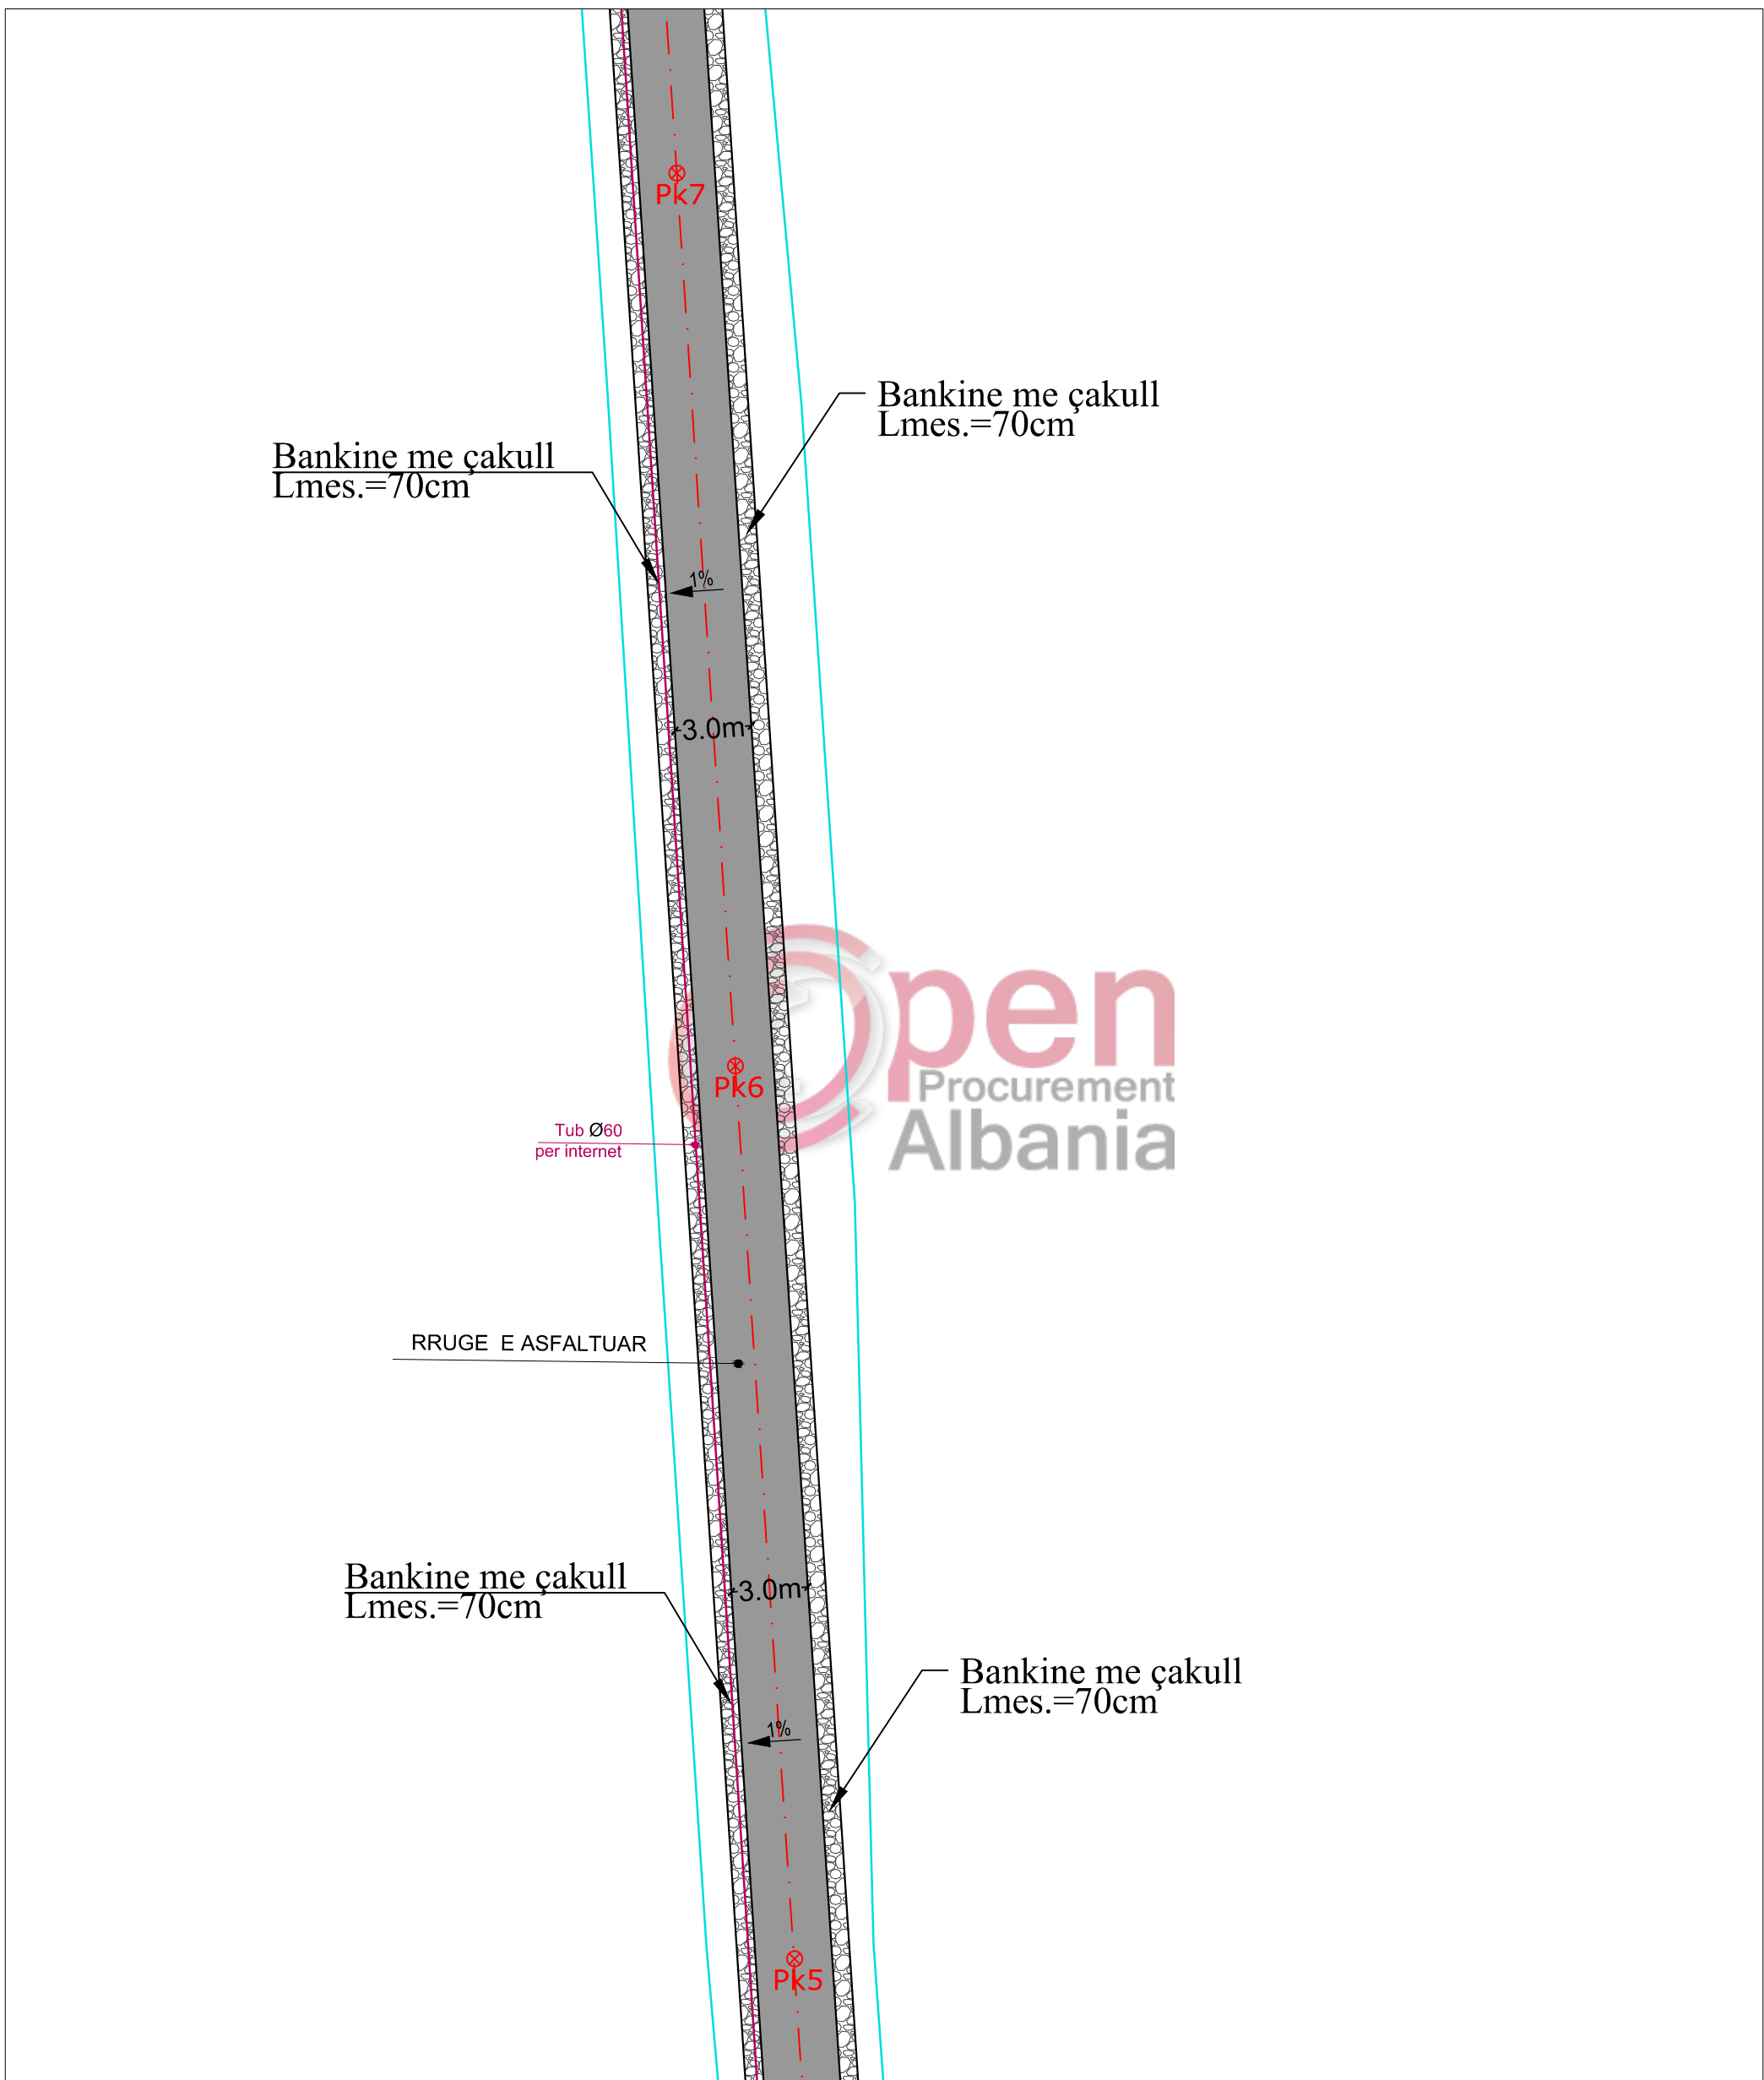 Pk7
Bankine me çakull
Lmes.=70cm
Bankine me çakull
Lmes.=70cm
1%
3.0m
Open
Procurement
Albania
Pk6
Tub Ø60
per internet
RRUGE E ASFALTUAR
Bankine me çakull
Lmes.=70cm
3.0m
Bankine me çakull
Lmes.=70cm
1%
Pk5